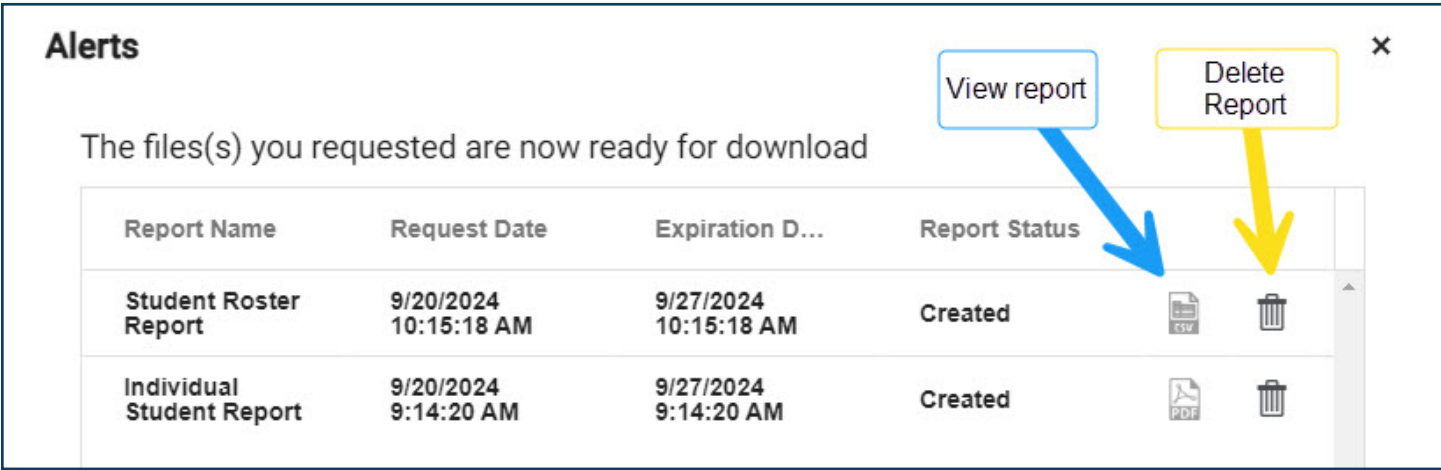 Alerts
×
View report
Delete
Report
The files(s) you requested are now ready for download
Report Name Request Date Expiration D... Report Status
Student Roster
Report
9/20/2024
10:15:18 AM
9/27/2024
10:15:18 AM
Created
CSV
Individual
Student Report
9/20/2024
9:14:20 AM
9/27/2024
9:14:20 AM
Created
PDF